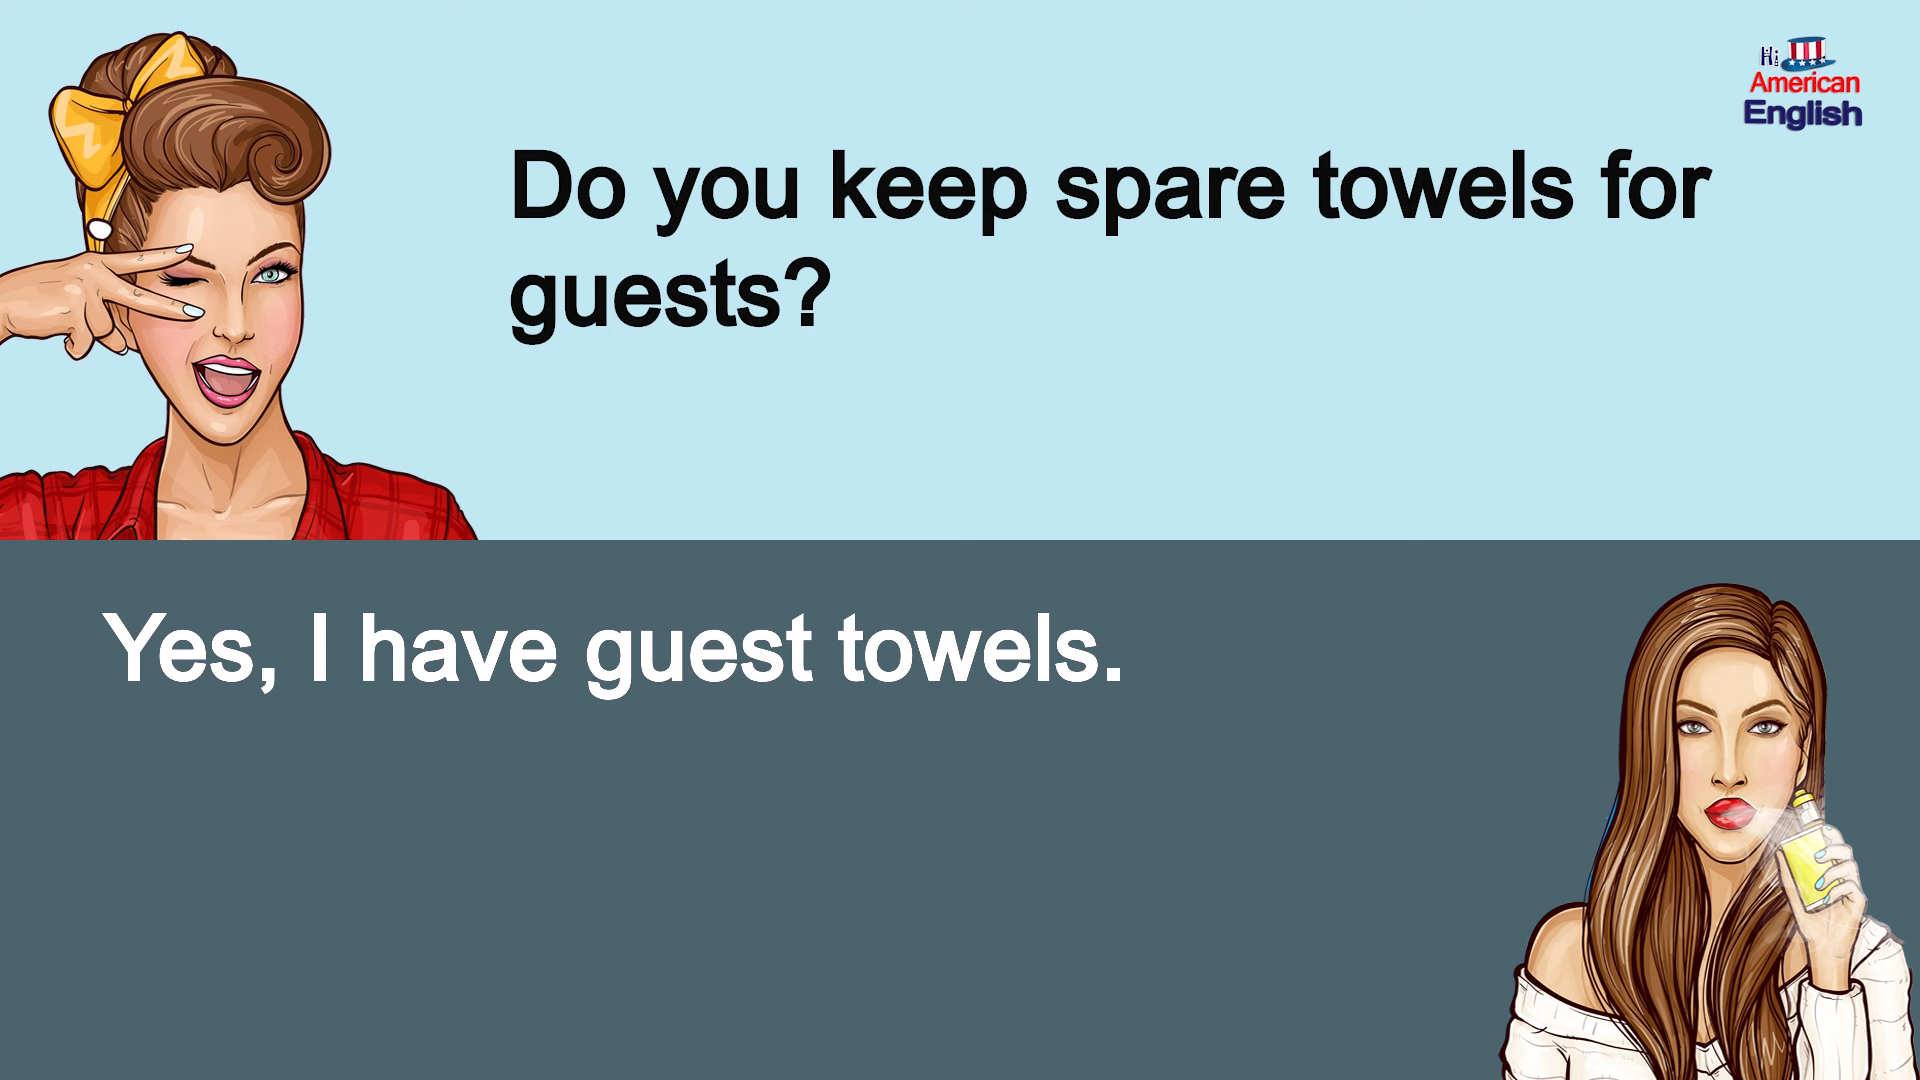 Hi
American
English
Do you keep spare towels for
guests?
Yes, I have guest towels.